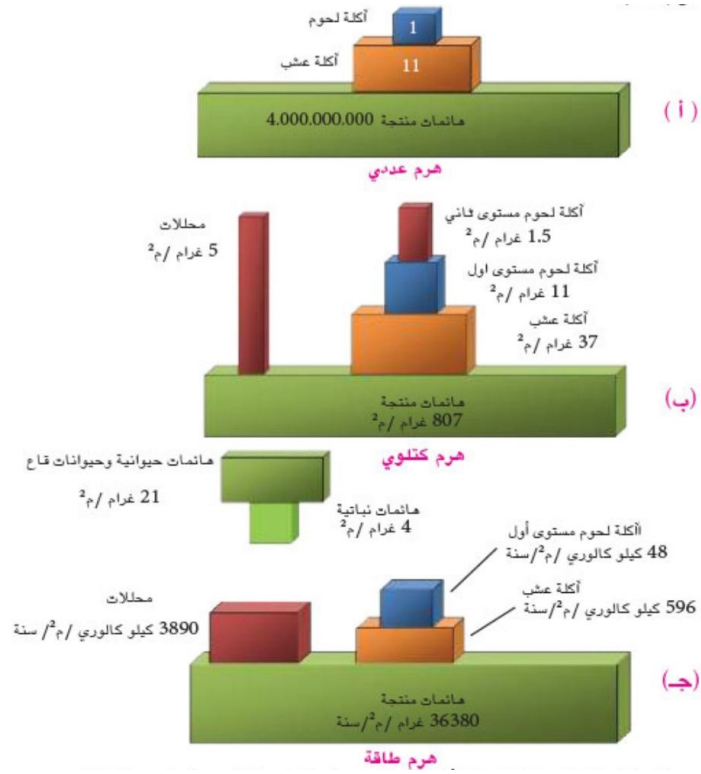 آكلة لحوم
1
آكلة عشب
11
هائمات منتجة 4.000.000.000
(أ)
هرم عددي
محللات
5 غرام /م²
آكلة لحوم مستوى ثاني
1.5 غرام /م²
آكلة لحوم مستوى اول
11 غرام /م²
آكلة عشب
37 غرام /م²
هائمات منتجة
807 غرام /م²
(ب)
هرم كتلوي
هائمات حيوانية وحيوانات قاع
21 غرام /م²
هائمات نباتية
4 غرام /م²
اآكلة لحوم مستوى أول
48 كيلو كالوري /م²/سنة
آكلة عشب
596 كيلو كالوري /م²/سنة
محللات
3890 كيلو كالوري /م²/ سنة
هائمات منتجة
36380 غرام /م²/سنة
(جـ)
هرم طاقة